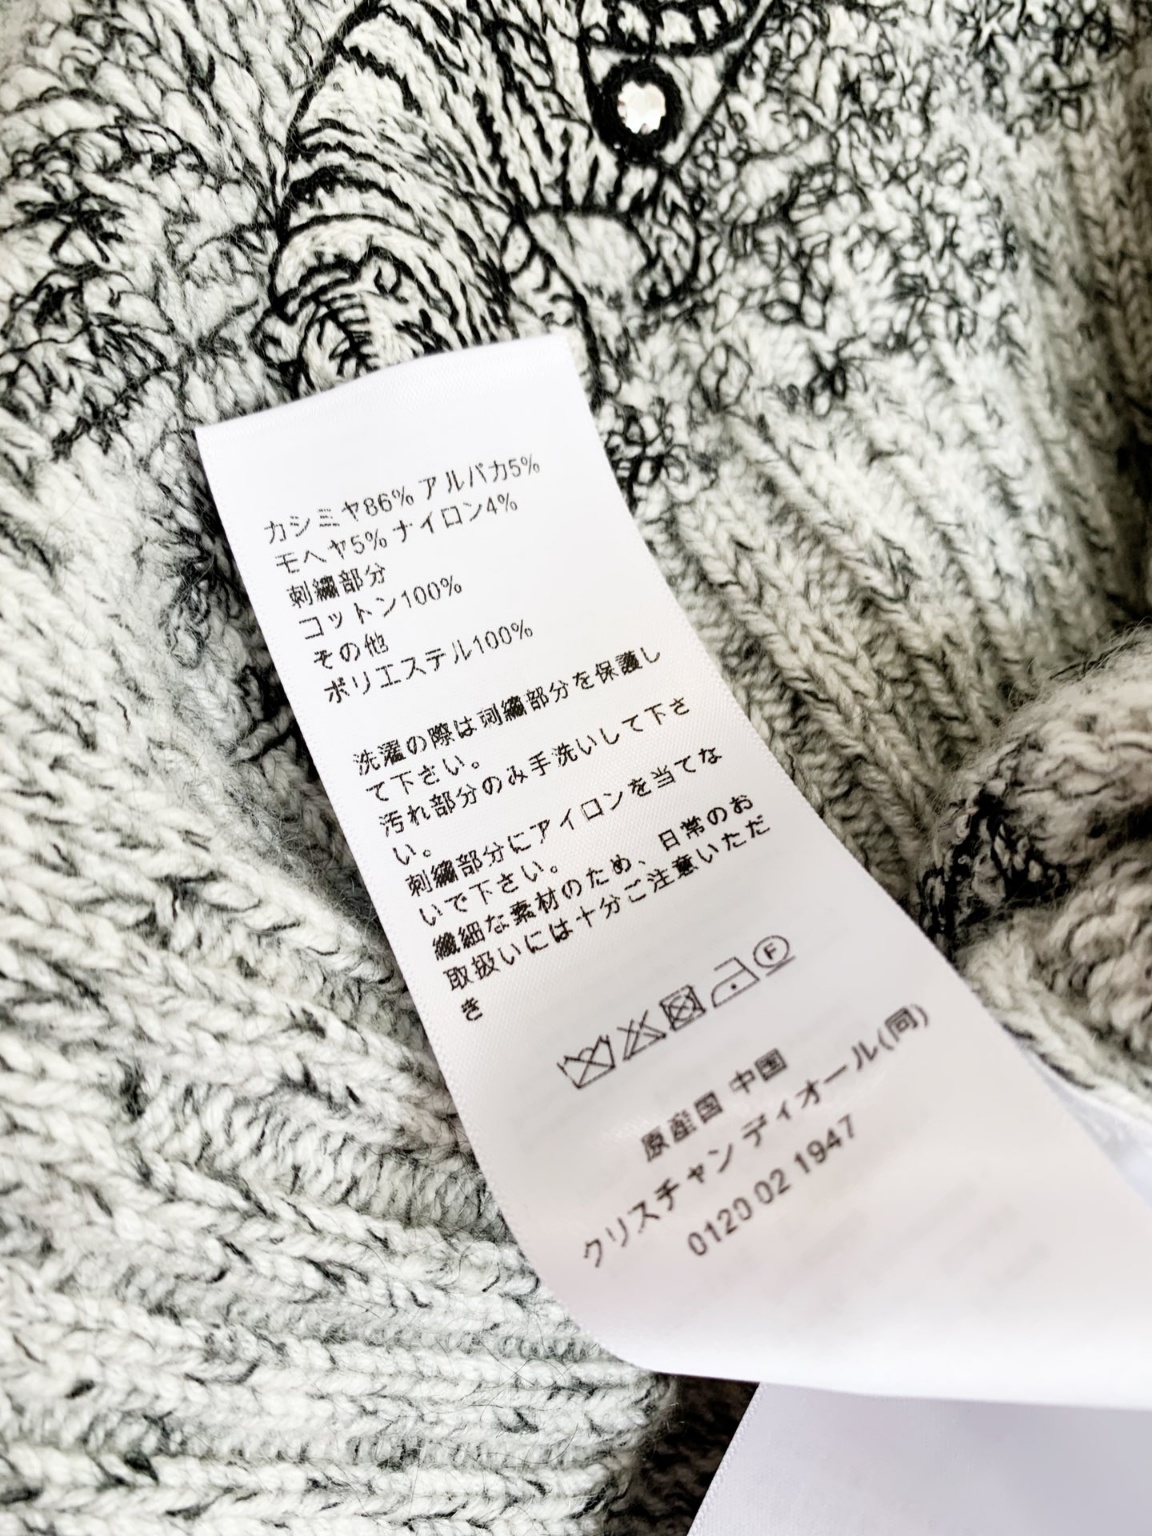 カシミヤ86% アルパカ5%
モヘヤ5% ナイロン4%
刺繍部分
コットン100%
その他
ポリエステル100%
洗濯の際は刺繍部分を保護し
て下さい。
汚れ部分のみ手洗いして下さ
い。
刺繍部分にアイロンを当てな
いで下さい。
繊細な素材のため、日常のお
取扱いには十分ご注意いただ
き
F
原産国 中国
クリスチャン ディオール(同)
0120 02 1947